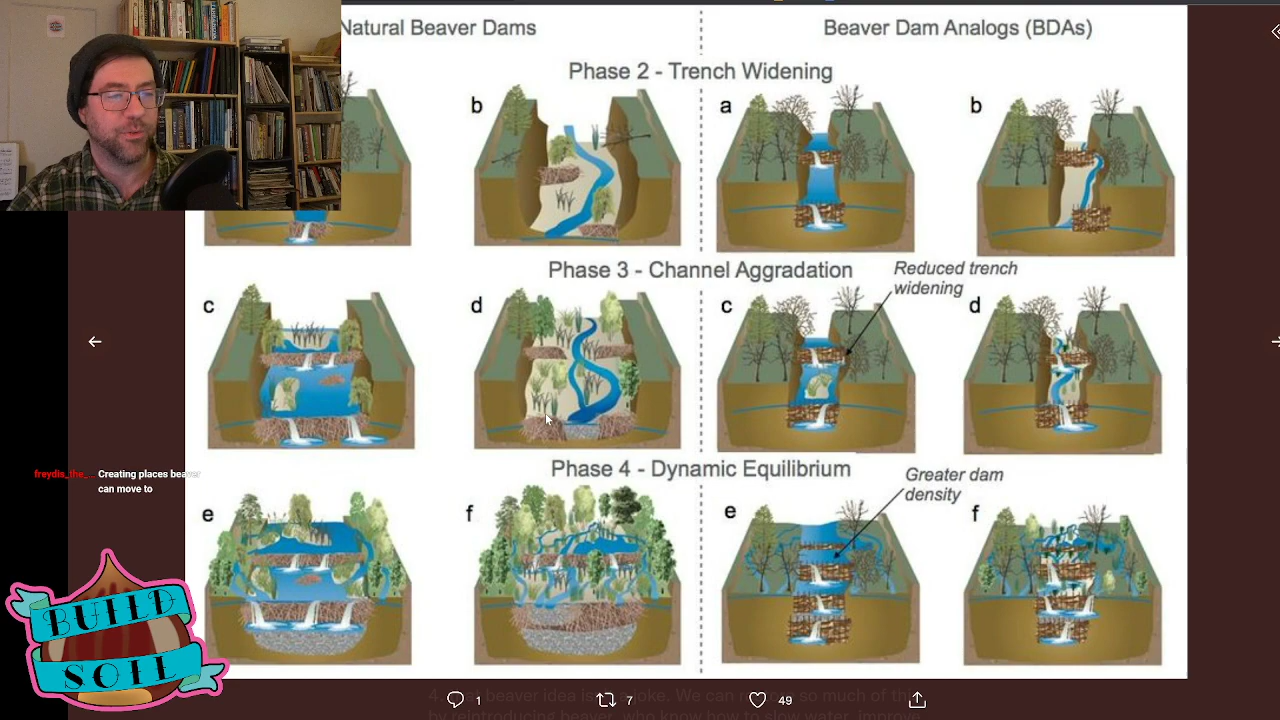 Natural Beaver Dams
Beaver Dam Analogs (BDAs)
Phase 2 - Trench Widening
b
a
b
Phase 3 - Channel Aggradation
Reduced trench
widening
c
d
c
d
Phase 4 - Dynamic Equilibrium
Greater dam
density
e
f
e
f
freydis_the_... Creating places beaver
can move to
BUILD
SOIL
1
7
49